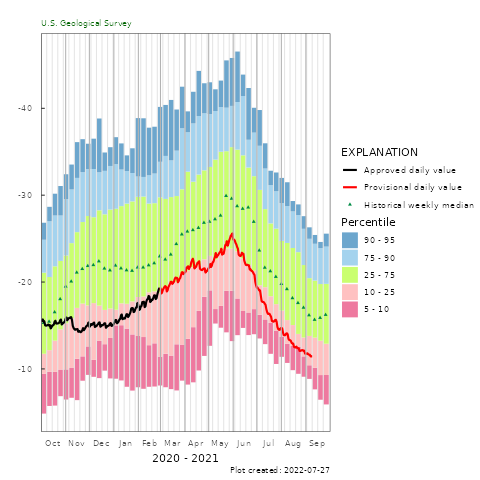 U.S. Geological Survey
-40
-30
-20
-10
Oct Nov Dec Jan Feb Mar Apr May Jun Jul Aug Sep
2020 - 2021
Plot created: 2022-07-27
EXPLANATION
Approved daily value
Provisional daily value
Historical weekly median
Percentile
90 - 95
75 - 90
25 - 75
10 - 25
5 - 10